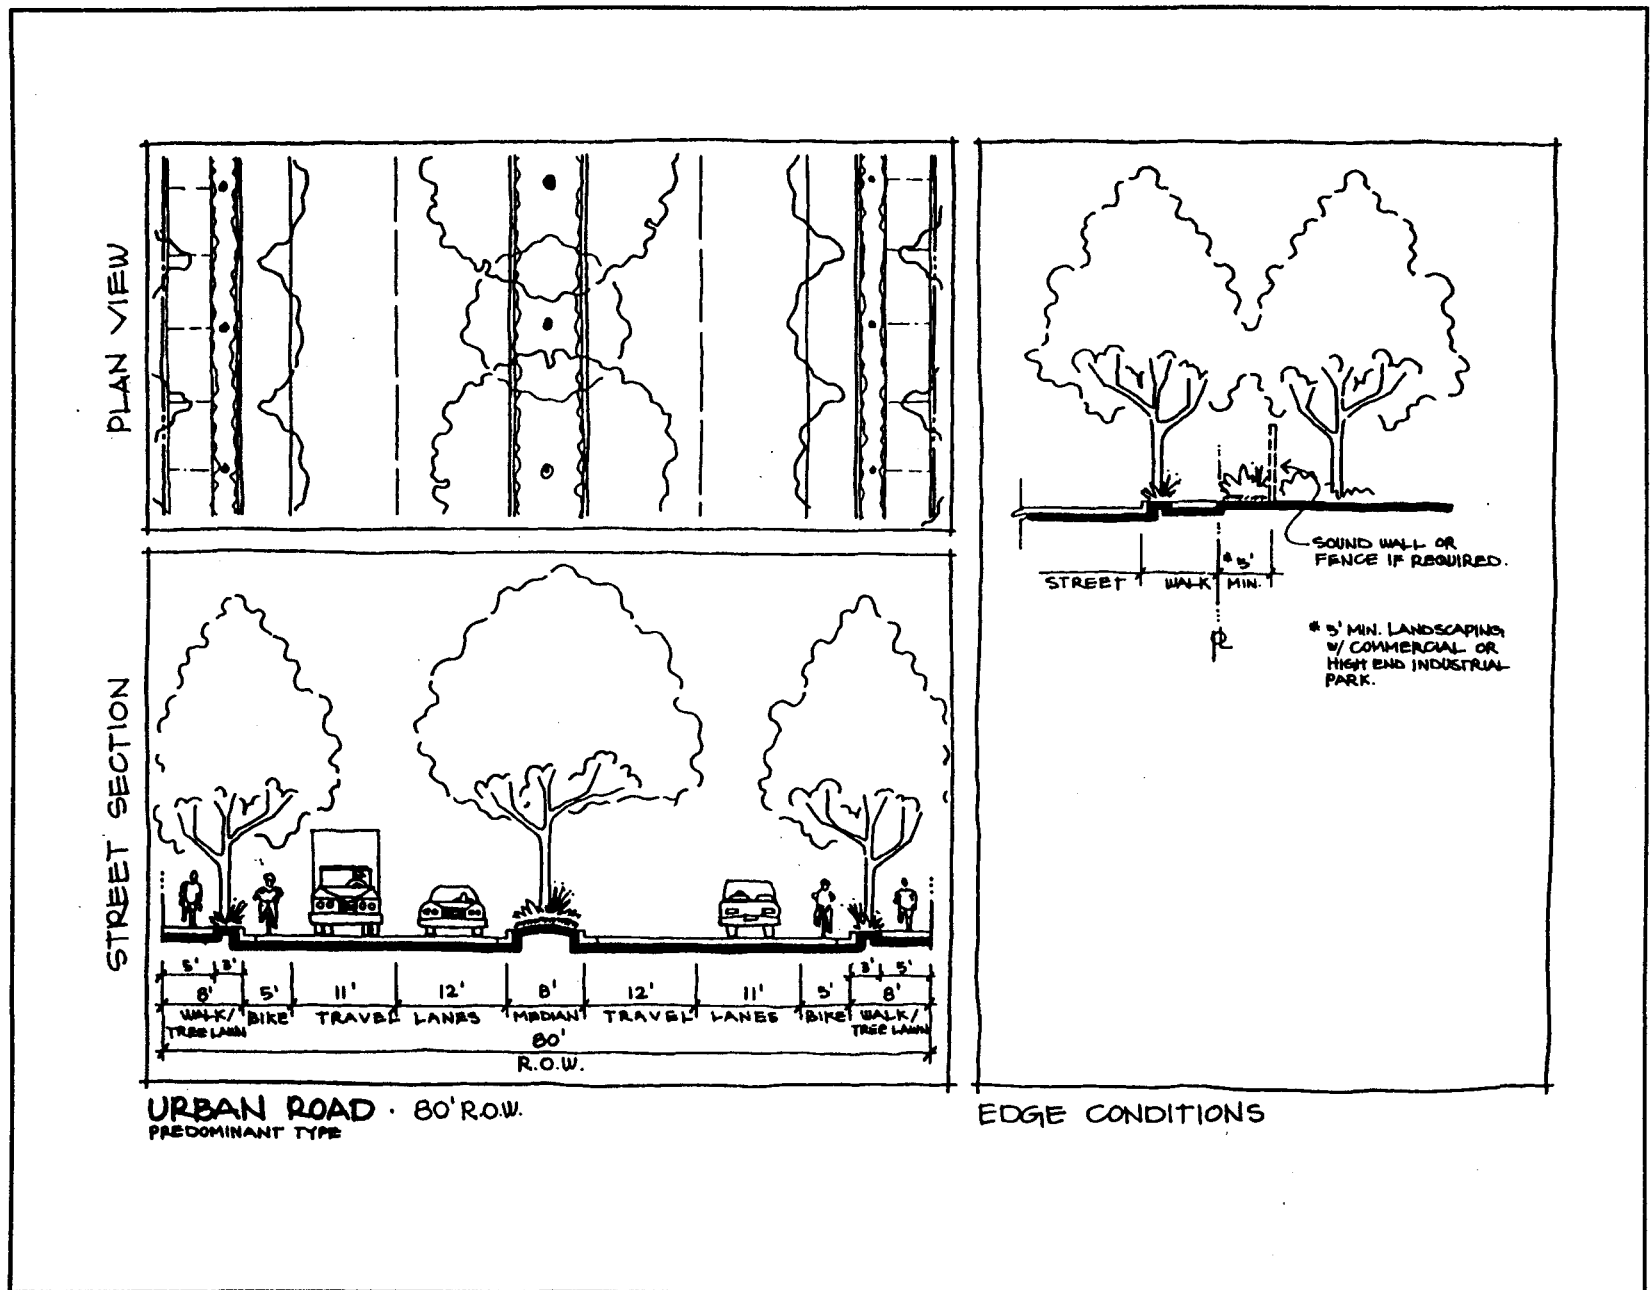 PLAN VIEW
STREET SECTION
5' 3' 3' 5'
8' 5' 11' 12' 8' 12' 11' 5' 8'
WALK/ BIKE TRAVEL LANES MEDIAN TRAVEL LANES BIKE WALK/
TREE LAWN TREE LAWN
80'
R.O.W.
URBAN ROAD · 80' R.O.W.
PREDOMINANT TYPE
SOUND WALL OR
FENCE IF REQUIRED.
* 5'
STREET WALK MIN.
PL
* 5' MIN. LANDSCAPING
W/ COMMERCIAL OR
HIGH END INDUSTRIAL
PARK.
EDGE CONDITIONS